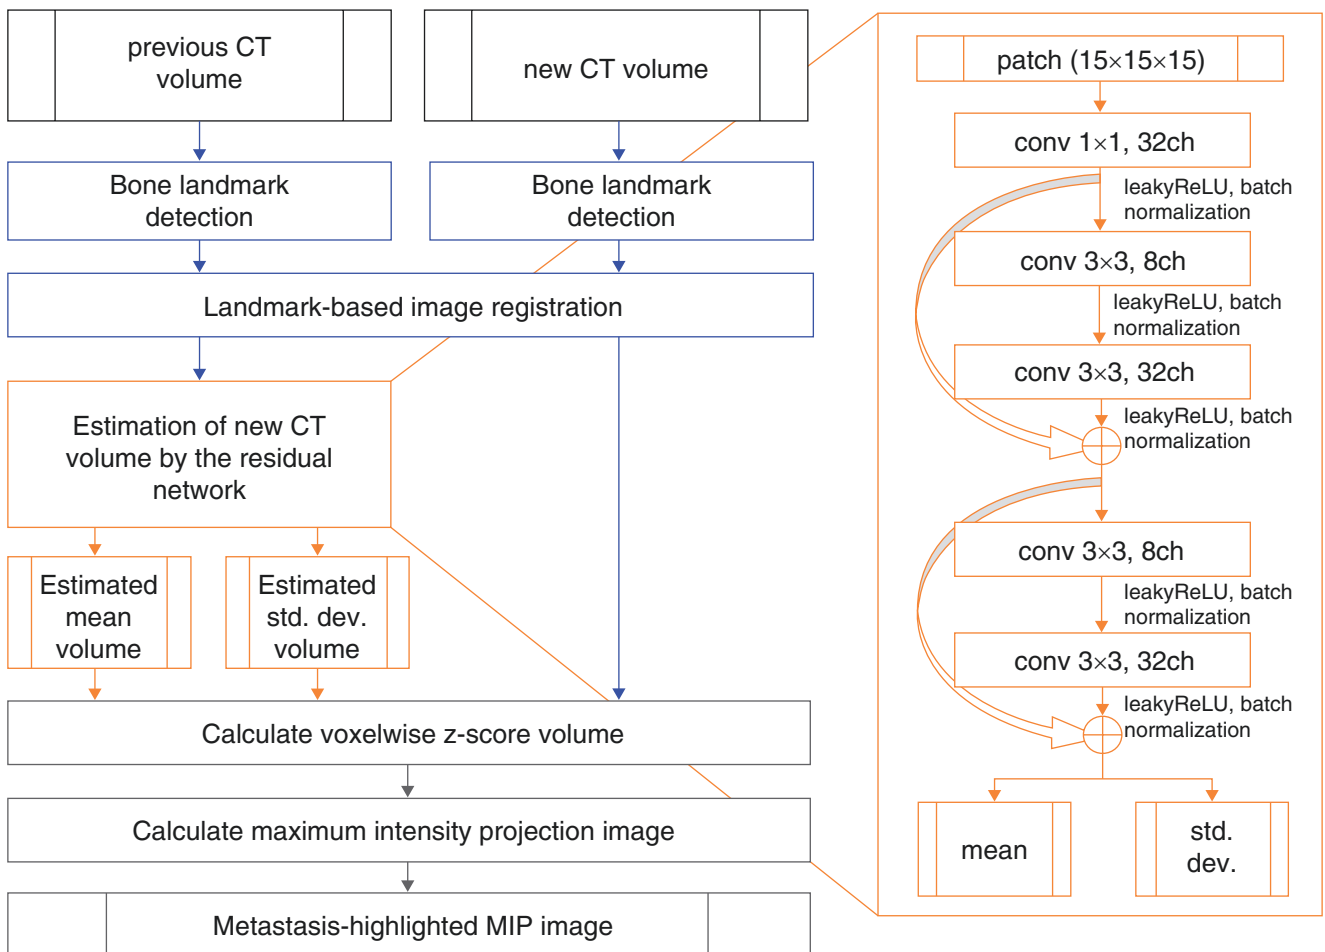 previous CT
volume
new CT volume
Bone landmark
detection
Bone landmark
detection
Landmark-based image registration
Estimation of new CT
volume by the residual
network
Estimated
mean
volume
Estimated
std. dev.
volume
Calculate voxelwise z-score volume
Calculate maximum intensity projection image
Metastasis-highlighted MIP image
patch (15×15×15)
conv 1×1, 32ch
leakyReLU, batch
normalization
conv 3×3, 8ch
leakyReLU, batch
normalization
conv 3×3, 32ch
leakyReLU, batch
normalization
conv 3×3, 8ch
leakyReLU, batch
normalization
conv 3×3, 32ch
leakyReLU, batch
normalization
mean
std.
dev.